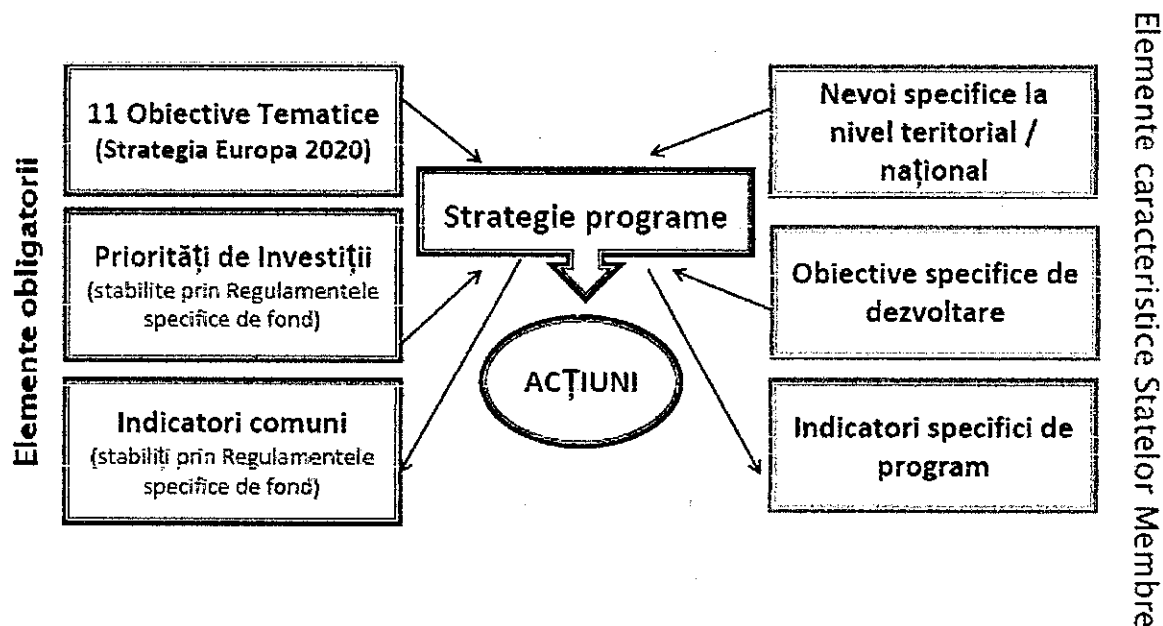 Elemente obligatorii
11 Obiective Tematice
(Strategia Europa 2020)
Priorități de Investiții
(stabilite prin Regulamentele
specifice de fond)
Indicatori comuni
(stabiliți prin Regulamentele
specifice de fond)
Strategie programe
ACȚIUNI
Nevoi specifice la
nivel teritorial /
național
Obiective specifice de
dezvoltare
Indicatori specifici de
program
Elemente caracteristice Statelor Membre